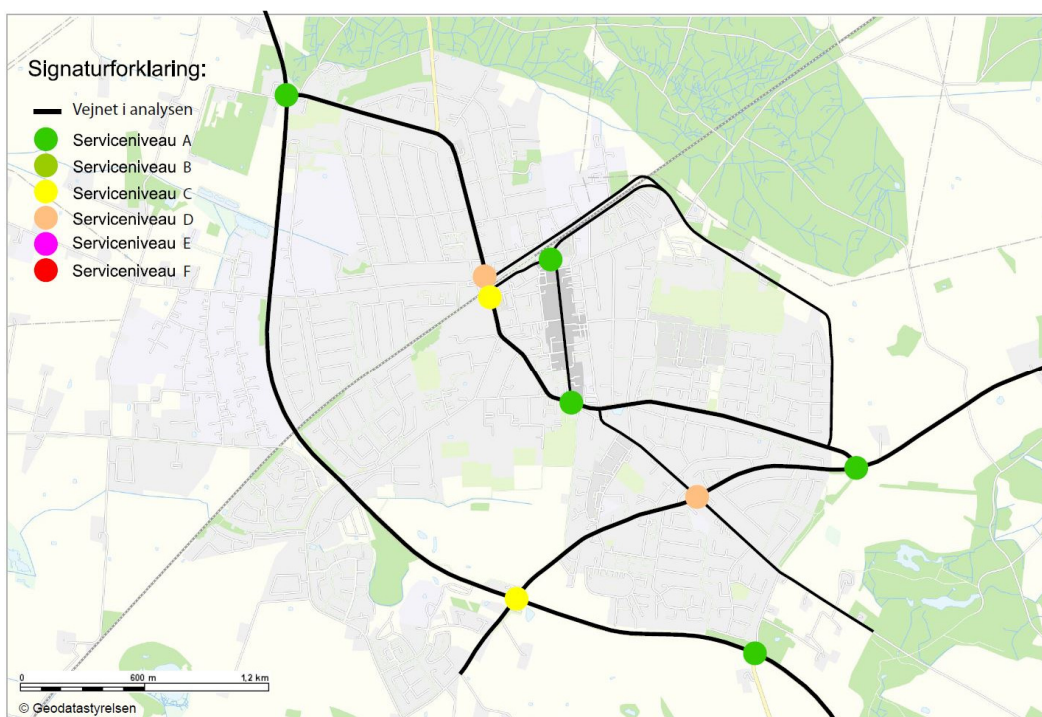 Signaturforklaring:
Vejnet i analysen
Serviceniveau A
Serviceniveau B
Serviceniveau C
Serviceniveau D
Serviceniveau E
Serviceniveau F
0 600 m 1,2 km
© Geodatastyrelsen